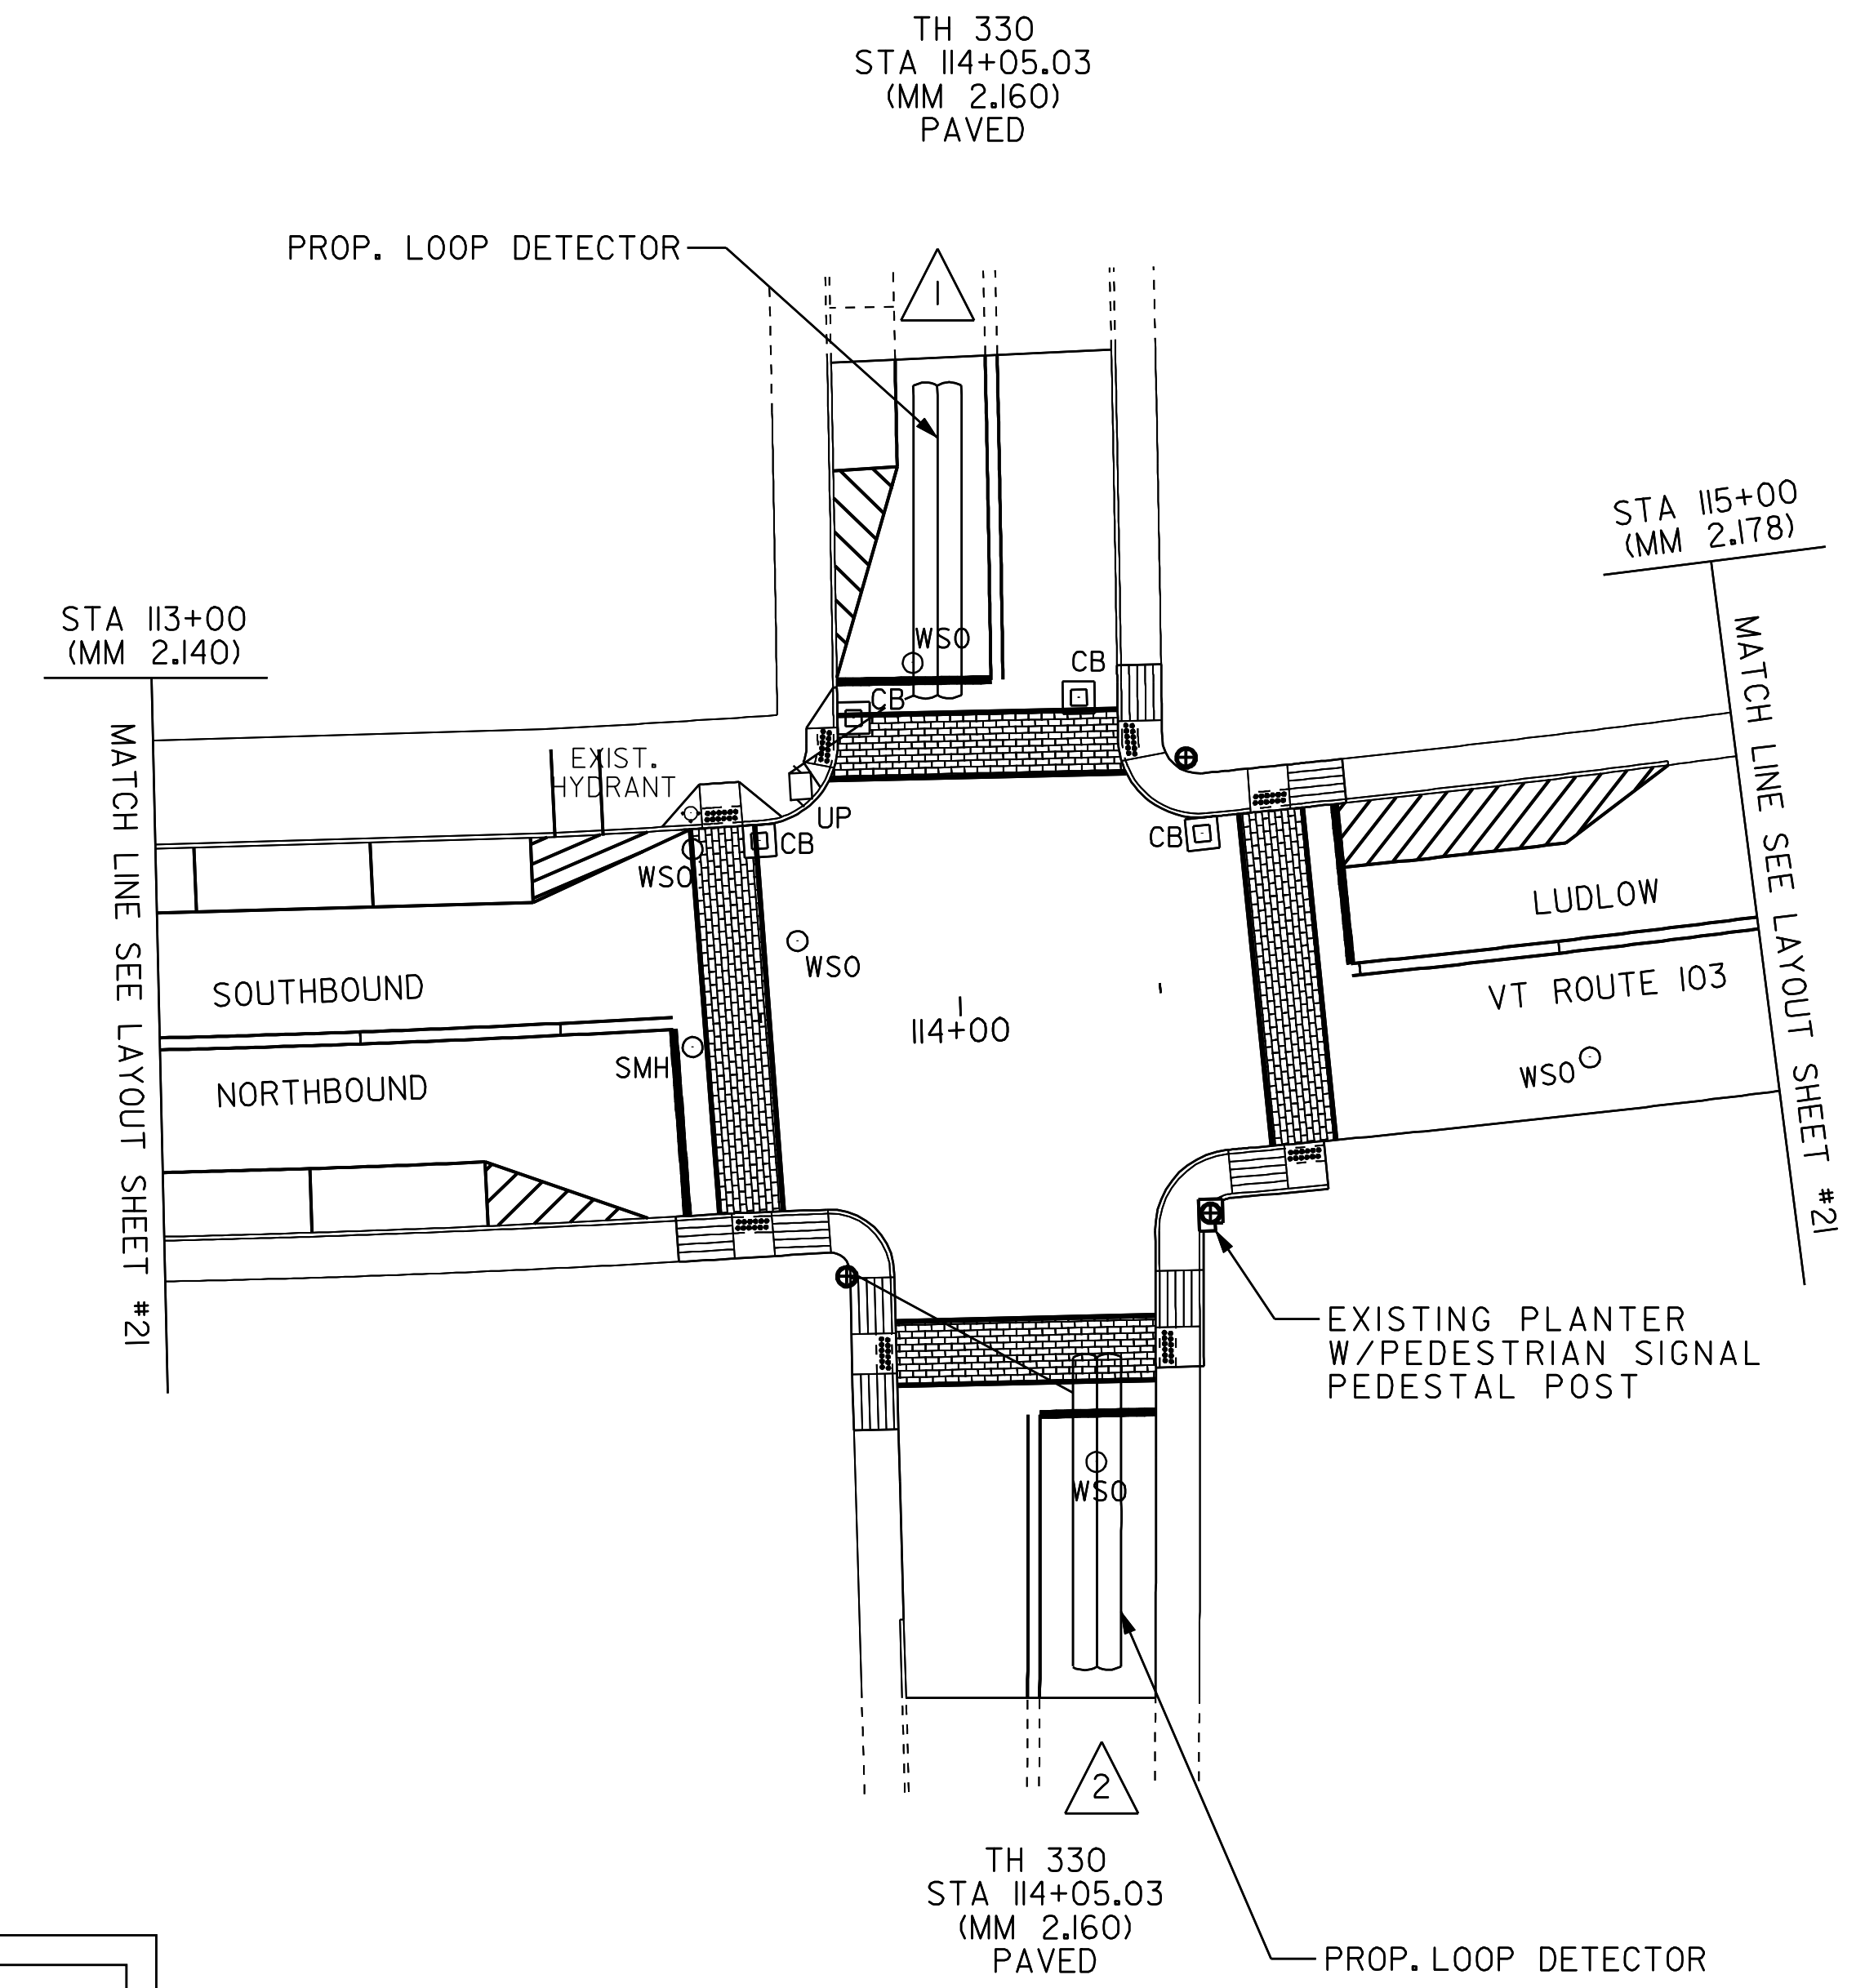 TH 330
STA 114+05.03
(MM 2.160)
PAVED
PROP. LOOP DETECTOR
1
STA 115+00
(MM 2.178)
STA 113+00
(MM 2.140)
MATCH LINE SEE LAYOUT SHEET #21
MATCH LINE SEE LAYOUT SHEET #21
WSO
CB
CB
EXIST.
HYDRANT
UP
CB
CB
WSO
WSO
LUDLOW
SOUTHBOUND
VT ROUTE 103
114+00
SMH
WSO
NORTHBOUND
EXISTING PLANTER
W/PEDESTRIAN SIGNAL
PEDESTAL POST
WSO
2
TH 330
STA 114+05.03
(MM 2.160)
PAVED
PROP. LOOP DETECTOR